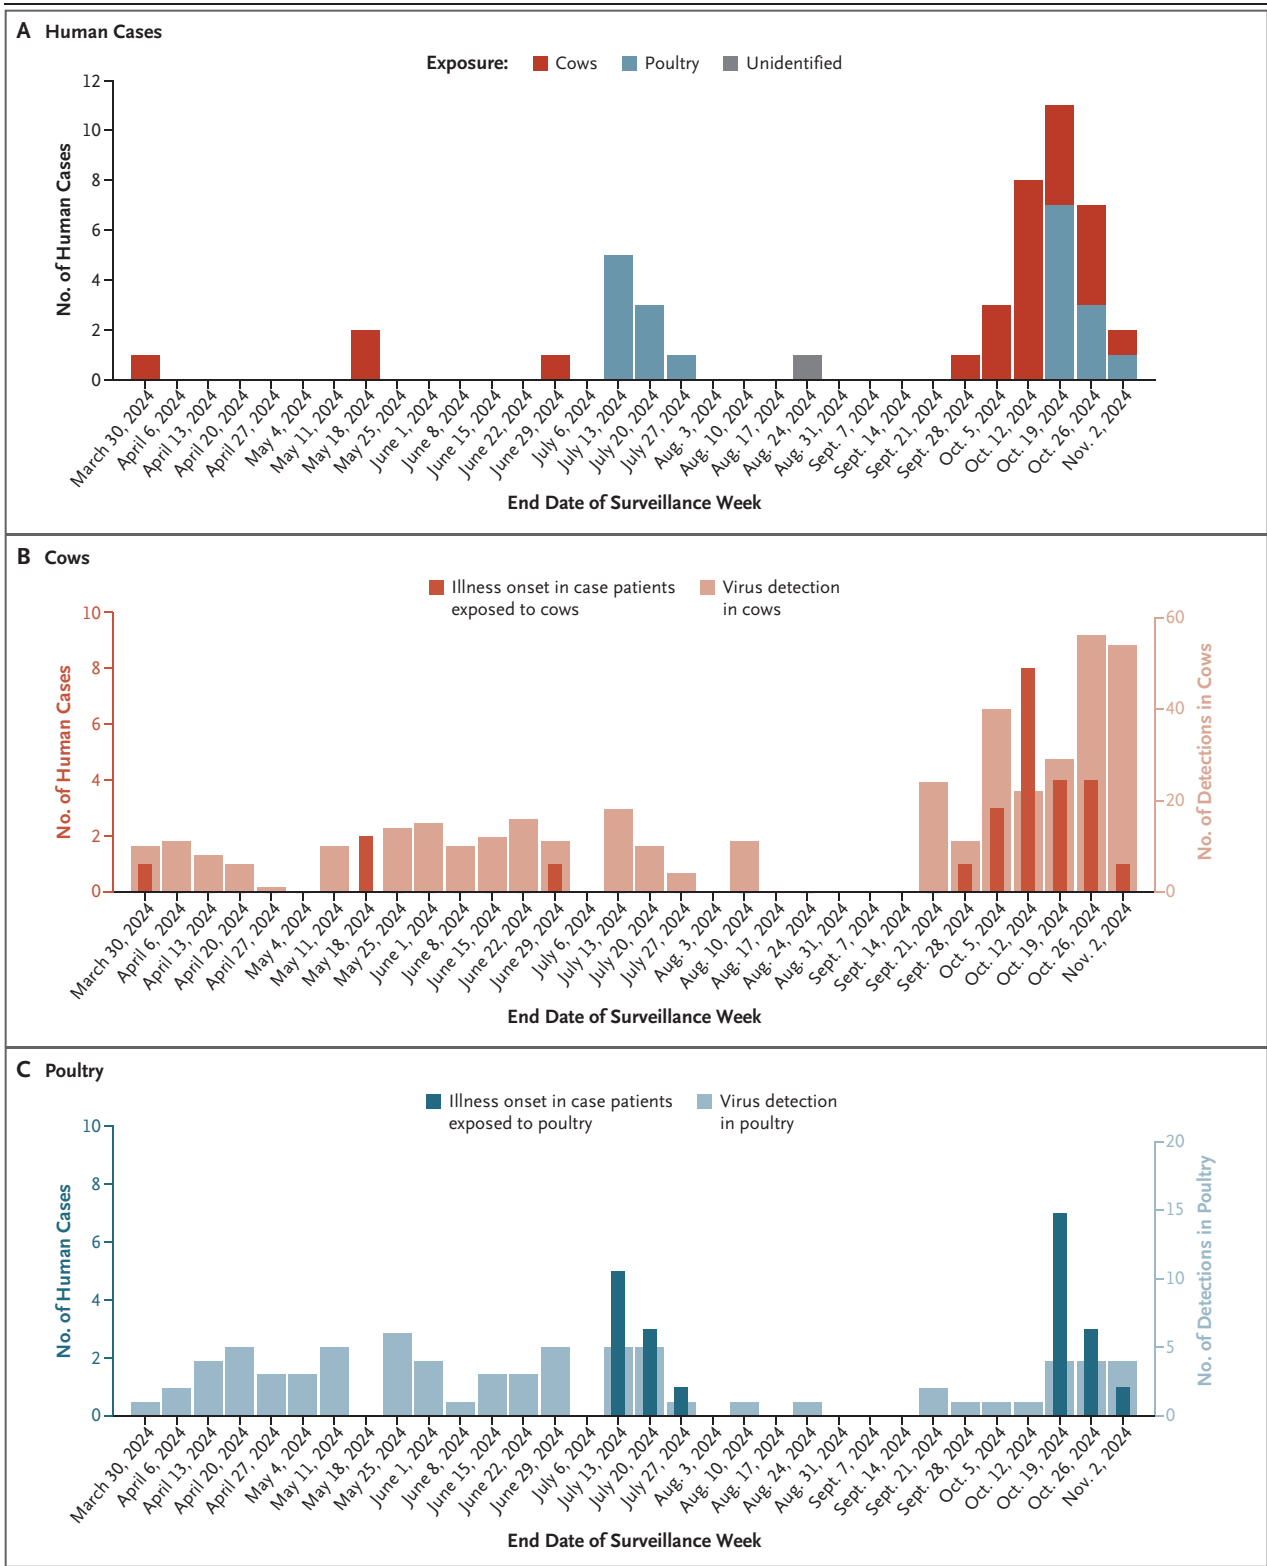 A Human Cases
Exposure: Cows Poultry Unidentified
12
10
8
6
4
2
0
No. of Human Cases
March 30, 2024
April 6, 2024
April 13, 2024
April 20, 2024
April 27, 2024
May 4, 2024
May 11, 2024
May 18, 2024
May 25, 2024
June 1, 2024
June 8, 2024
June 15, 2024
June 22, 2024
June 29, 2024
July 6, 2024
July 13, 2024
July 20, 2024
July 27, 2024
Aug. 3, 2024
Aug. 10, 2024
Aug. 17, 2024
Aug. 24, 2024
Aug. 31, 2024
Sept. 7, 2024
Sept. 14, 2024
Sept. 21, 2024
Sept. 28, 2024
Oct. 5, 2024
Oct. 12, 2024
Oct. 19, 2024
Oct. 26, 2024
Nov. 2, 2024
End Date of Surveillance Week
B Cows
Illness onset in case patients
exposed to cows
Virus detection
in cows
10
8
6
4
2
0
No. of Human Cases
60
40
20
0
No. of Detections in Cows
March 30, 2024
April 6, 2024
April 13, 2024
April 20, 2024
April 27, 2024
May 4, 2024
May 11, 2024
May 18, 2024
May 25, 2024
June 1, 2024
June 8, 2024
June 15, 2024
June 22, 2024
June 29, 2024
July 6, 2024
July 13, 2024
July 20, 2024
July 27, 2024
Aug. 3, 2024
Aug. 10, 2024
Aug. 17, 2024
Aug. 24, 2024
Aug. 31, 2024
Sept. 7, 2024
Sept. 14, 2024
Sept. 21, 2024
Sept. 28, 2024
Oct. 5, 2024
Oct. 12, 2024
Oct. 19, 2024
Oct. 26, 2024
Nov. 2, 2024
End Date of Surveillance Week
C Poultry
Illness onset in case patients
exposed to poultry
Virus detection
in poultry
10
8
6
4
2
0
No. of Human Cases
20
15
10
5
0
No. of Detections in Poultry
March 30, 2024
April 6, 2024
April 13, 2024
April 20, 2024
April 27, 2024
May 4, 2024
May 11, 2024
May 18, 2024
May 25, 2024
June 1, 2024
June 8, 2024
June 15, 2024
June 22, 2024
June 29, 2024
July 6, 2024
July 13, 2024
July 20, 2024
July 27, 2024
Aug. 3, 2024
Aug. 10, 2024
Aug. 17, 2024
Aug. 24, 2024
Aug. 31, 2024
Sept. 7, 2024
Sept. 14, 2024
Sept. 21, 2024
Sept. 28, 2024
Oct. 5, 2024
Oct. 12, 2024
Oct. 19, 2024
Oct. 26, 2024
Nov. 2, 2024
End Date of Surveillance Week